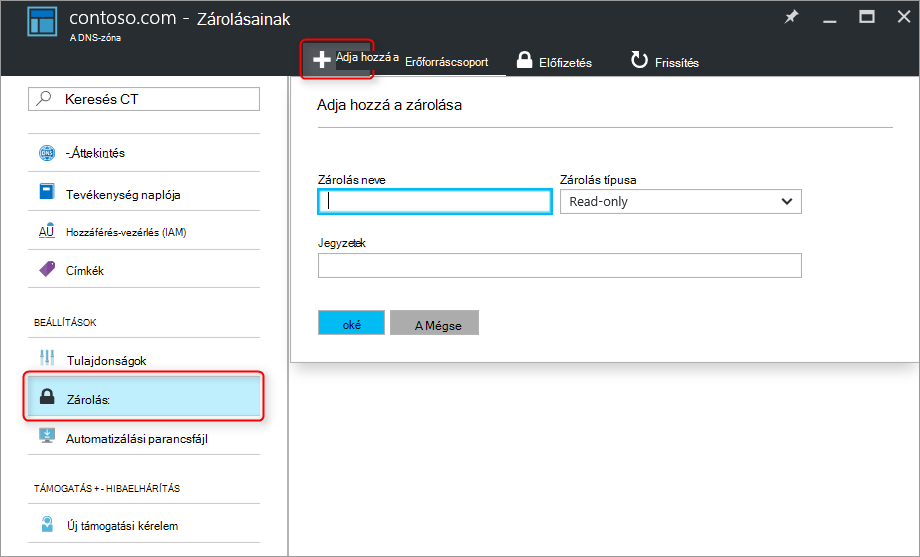 contoso.com - Zárolásainak
A DNS-zóna
Adja hozzá a
Erőforráscsoport
Előfizetés
Frissítés
Keresés CT
-Áttekintés
Tevékenység naplója
Hozzáférés-vezérlés (IAM)
Címkék
BEÁLLÍTÁSOK
Tulajdonságok
Zárolás:
Automatizálási parancsfájl
TÁMOGATÁS + - HIBAELHÁRÍTÁS
Új támogatási kérelem
Adja hozzá a zárolása
Zárolás neve
Zárolás típusa
Read-only
Jegyzetek
oké
A Mégse